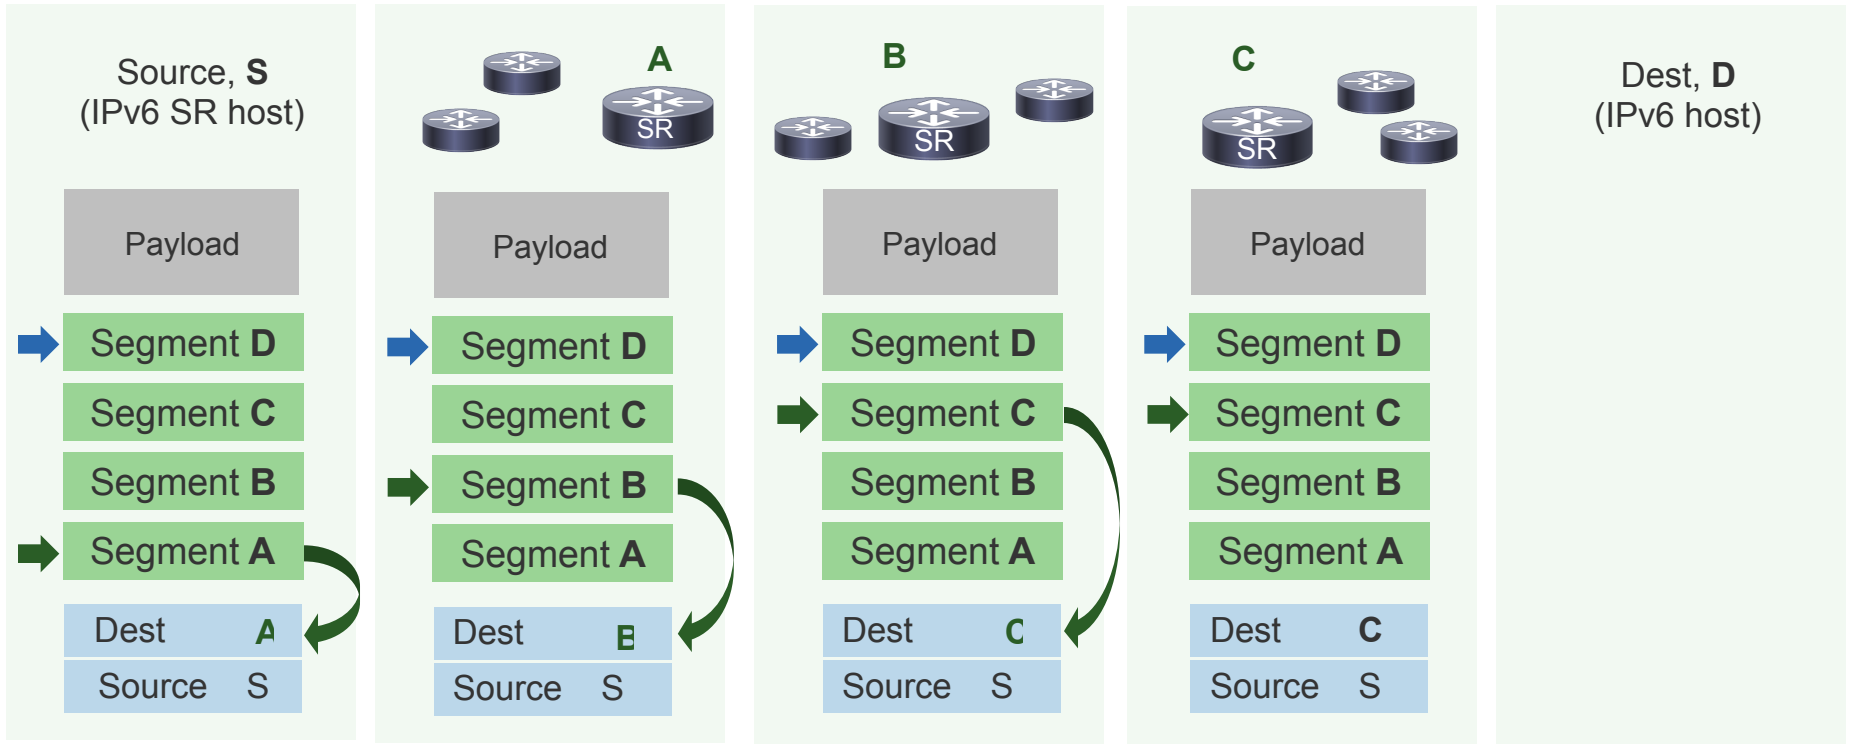 Source, S
(IPv6 SR host)
Payload
Segment D
Segment C
Segment B
Segment A
Dest A
Source S
A
SR
Payload
Segment D
Segment C
Segment B
Segment A
Dest B
Source S
B
SR
Payload
Segment D
Segment C
Segment B
Segment A
Dest C
Source S
C
SR
Payload
Segment D
Segment C
Segment B
Segment A
Dest C
Source S
Dest, D
(IPv6 host)